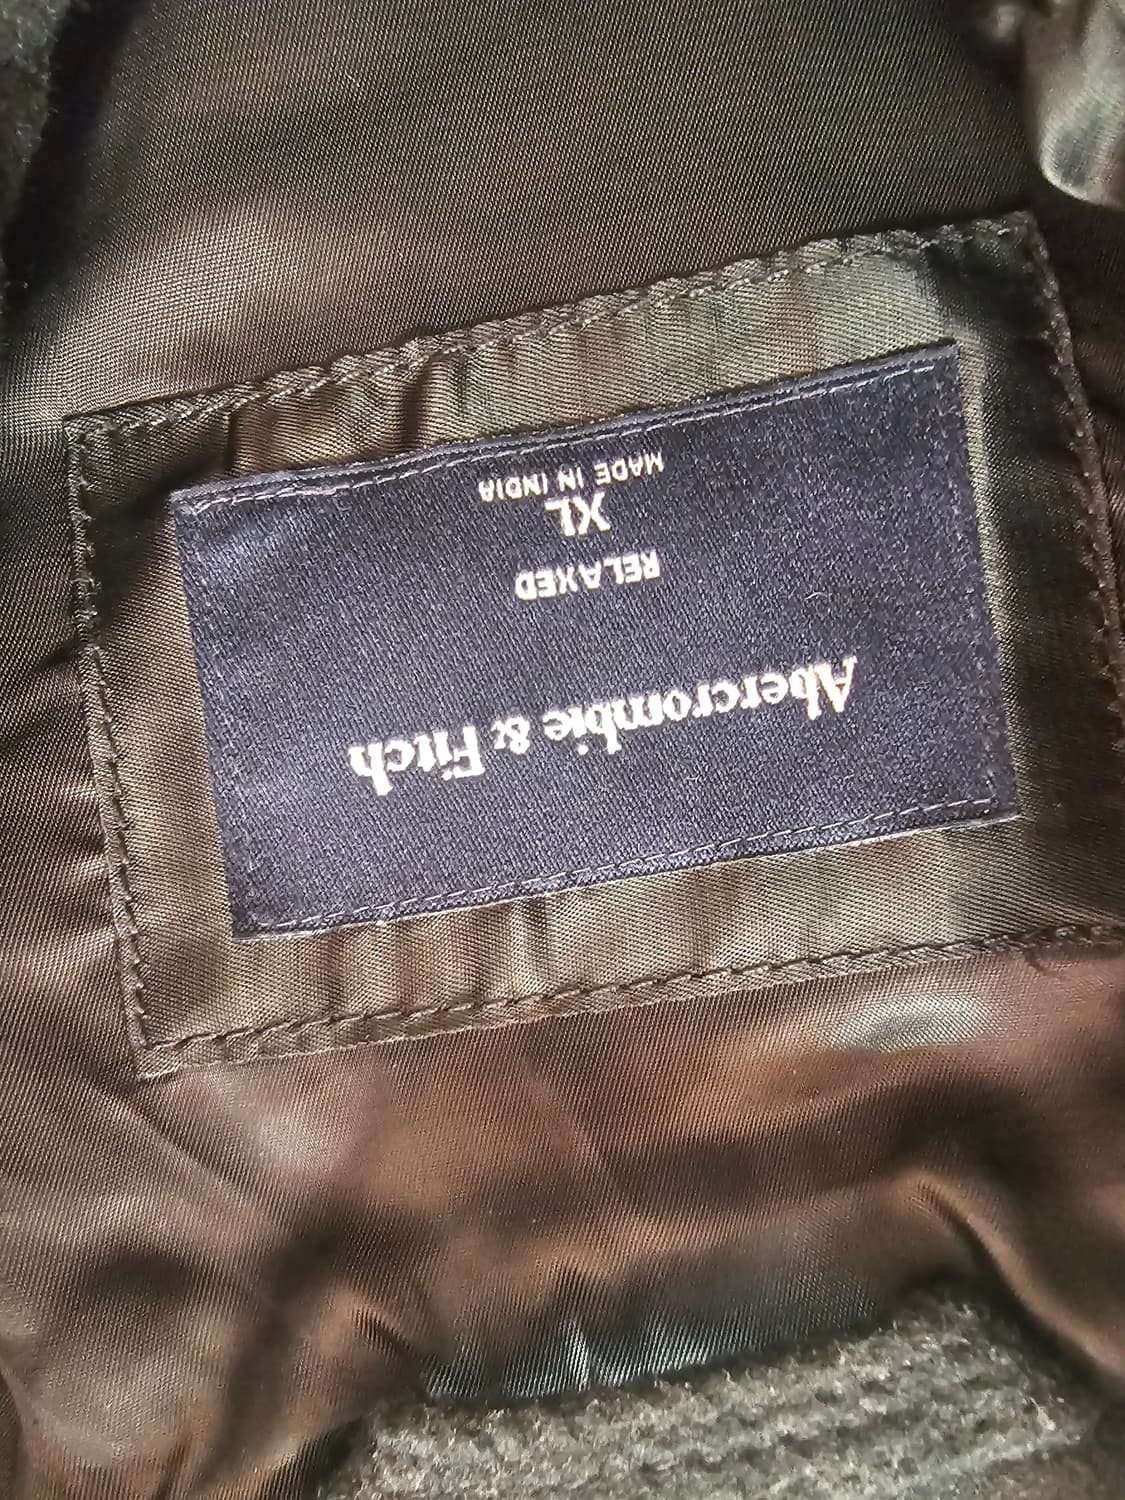 Abercrombie & Fitch
RELAXED
XL
MADE IN INDIA